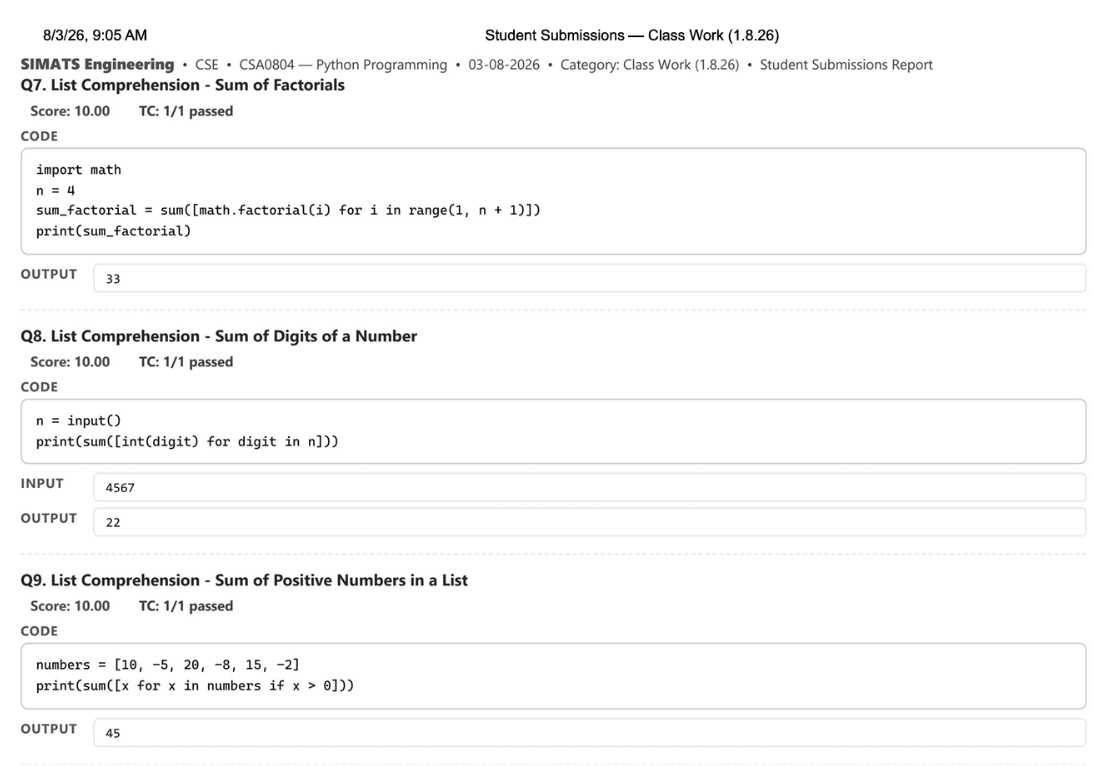 8/3/26, 9:05 AM Student Submissions — Class Work (1.8.26)
SIMATS Engineering • CSE • CSA0804 — Python Programming • 03-08-2026 • Category: Class Work (1.8.26) • Student Submissions Report
Q7. List Comprehension - Sum of Factorials
Score: 10.00 TC: 1/1 passed
CODE
import math
n = 4
sum_factorial = sum([math.factorial(i) for i in range(1, n + 1)])
print(sum_factorial)
OUTPUT 33
Q8. List Comprehension - Sum of Digits of a Number
Score: 10.00 TC: 1/1 passed
CODE
n = input()
print(sum([int(digit) for digit in n]))
INPUT 4567
OUTPUT 22
Q9. List Comprehension - Sum of Positive Numbers in a List
Score: 10.00 TC: 1/1 passed
CODE
numbers = [10, -5, 20, -8, 15, -2]
print(sum([x for x in numbers if x > 0]))
OUTPUT 45